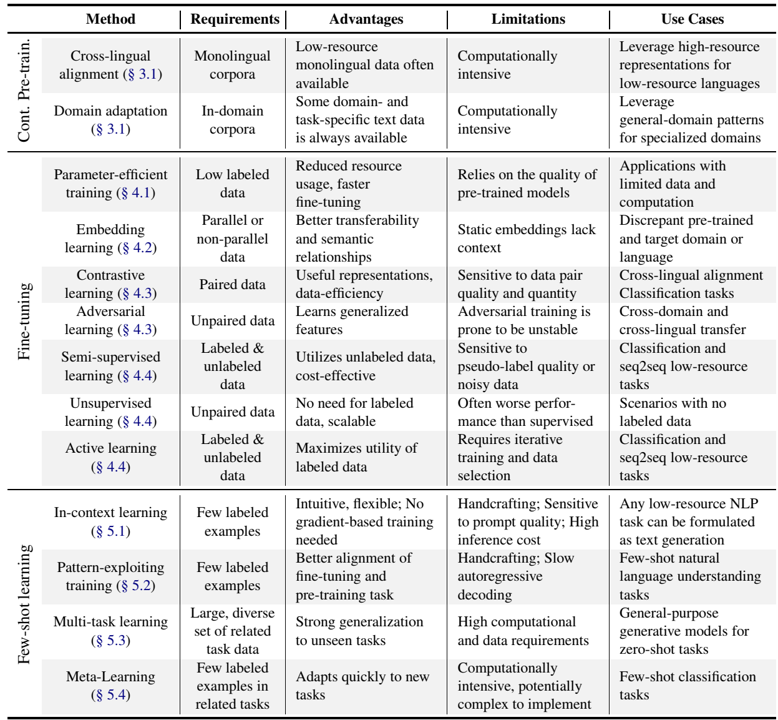 Method Requirements Advantages Limitations Use Cases
Cont. Pre-train.
Cross-lingual
alignment (§ 3.1)
Monolingual
corpora
Low-resource
monolingual data often
available
Computationally
intensive
Leverage high-resource
representations for
low-resource languages
Domain adaptation
(§ 3.1)
In-domain
corpora
Some domain- and
task-specific text data
is always available
Computationally
intensive
Leverage
general-domain patterns
for specialized domains
Fine-tuning
Parameter-efficient
training (§ 4.1)
Low labeled
data
Reduced resource
usage, faster
fine-tuning
Relies on the quality of
pre-trained models
Applications with
limited data and
computation
Embedding
learning (§ 4.2)
Parallel or
non-parallel
data
Better transferability
and semantic
relationships
Static embeddings lack
context
Discrepant pre-trained
and target domain or
language
Contrastive
learning (§ 4.3)
Paired data
Useful representations,
data-efficiency
Sensitive to data pair
quality and quantity
Cross-lingual alignment
Classification tasks
Adversarial
learning (§ 4.3)
Unpaired data
Learns generalized
features
Adversarial training is
prone to be unstable
Cross-domain and
cross-lingual transfer
Semi-supervised
learning (§ 4.4)
Labeled &
unlabeled
data
Utilizes unlabeled data,
cost-effective
Sensitive to
pseudo-label quality or
noisy data
Classification and
seq2seq low-resource
tasks
Unsupervised
learning (§ 4.4)
Unpaired data
No need for labeled
data, scalable
Often worse perfor-
mance than supervised
Scenarios with no
labeled data
Active learning
(§ 4.4)
Labeled &
unlabeled
data
Maximizes utility of
labeled data
Requires iterative
training and data
selection
Classification and
seq2seq low-resource
tasks
Few-shot learning
In-context learning
(§ 5.1)
Few labeled
examples
Intuitive, flexible; No
gradient-based training
needed
Handcrafting; Sensitive
to prompt quality; High
inference cost
Any low-resource NLP
task can be formulated
as text generation
Pattern-exploiting
training (§ 5.2)
Few labeled
examples
Better alignment of
fine-tuning and
pre-training task
Handcrafting; Slow
autoregressive
decoding
Few-shot natural
language understanding
tasks
Multi-task learning
(§ 5.3)
Large, diverse
set of related
task data
Strong generalization
to unseen tasks
High computational
and data requirements
General-purpose
generative models for
zero-shot tasks
Meta-Learning
(§ 5.4)
Few labeled
examples in
related tasks
Adapts quickly to new
tasks
Computationally
intensive, potentially
complex to implement
Few-shot classification
tasks